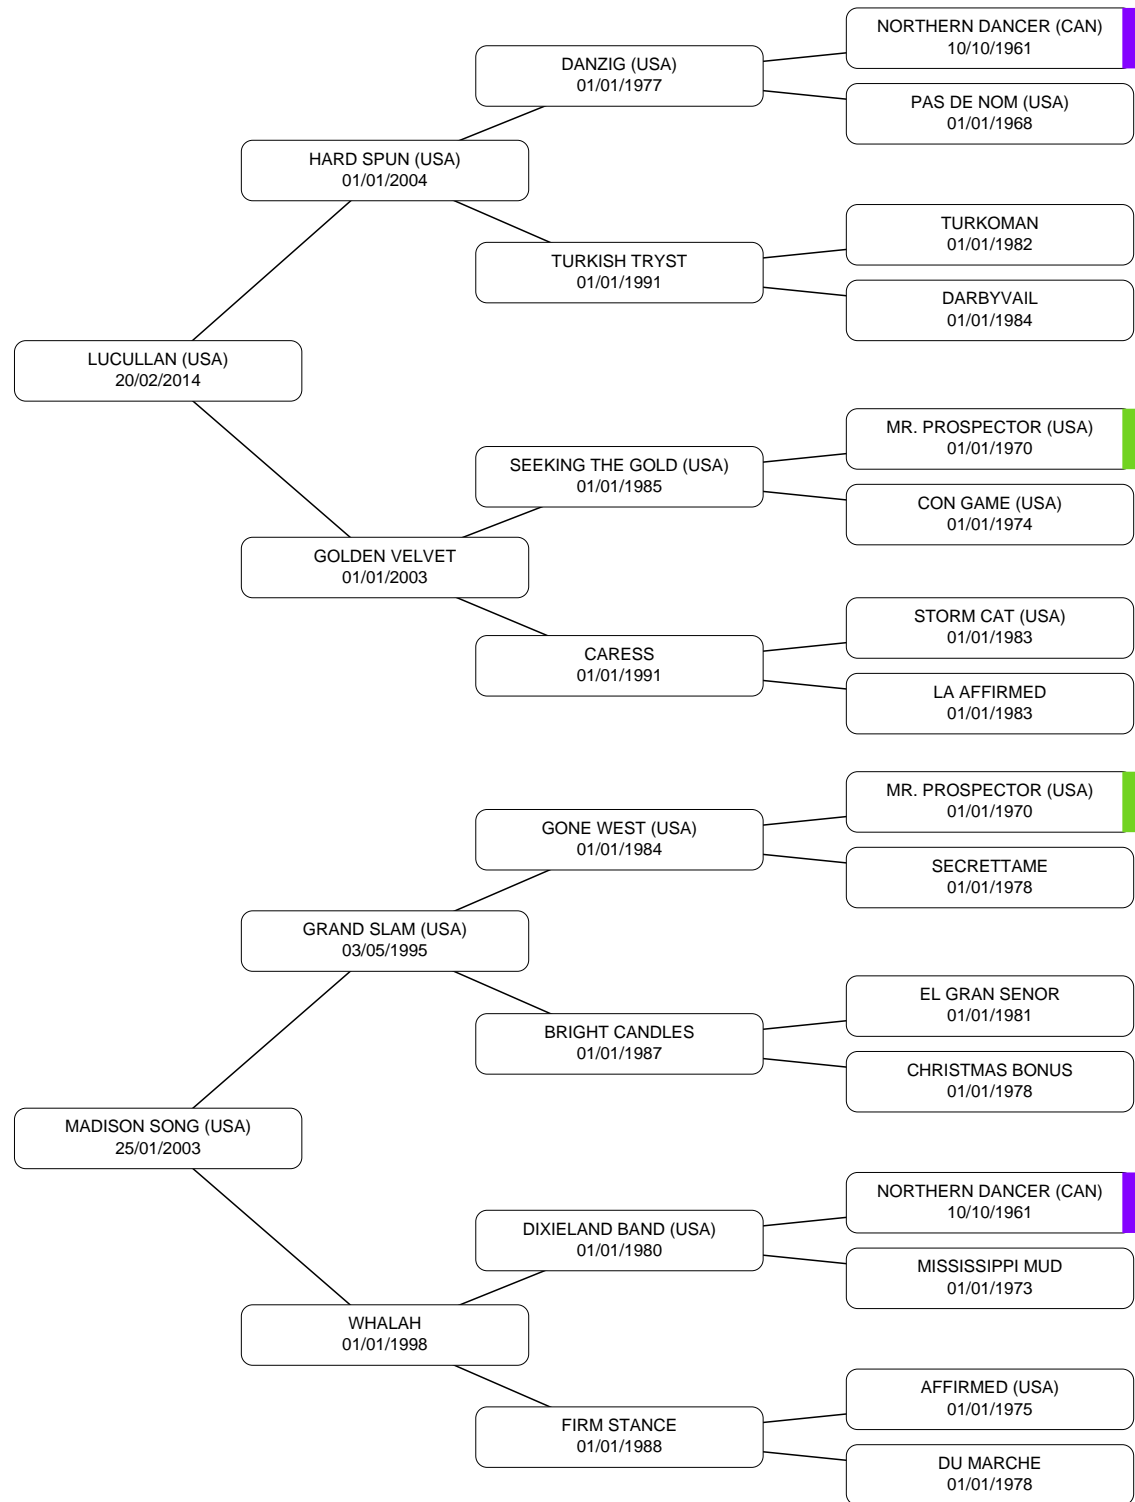 NORTHERN DANCER (CAN)
10/10/1961
DANZIG (USA)
01/01/1977
PAS DE NOM (USA)
01/01/1968
HARD SPUN (USA)
01/01/2004
TURKOMAN
01/01/1982
TURKISH TRYST
01/01/1991
DARBYVAIL
01/01/1984
LUCULLAN (USA)
20/02/2014
MR. PROSPECTOR (USA)
01/01/1970
SEEKING THE GOLD (USA)
01/01/1985
CON GAME (USA)
01/01/1974
GOLDEN VELVET
01/01/2003
STORM CAT (USA)
01/01/1983
CARESS
01/01/1991
LA AFFIRMED
01/01/1983
MR. PROSPECTOR (USA)
01/01/1970
GONE WEST (USA)
01/01/1984
SECRETTAME
01/01/1978
GRAND SLAM (USA)
03/05/1995
EL GRAN SENOR
01/01/1981
BRIGHT CANDLES
01/01/1987
CHRISTMAS BONUS
01/01/1978
MADISON SONG (USA)
25/01/2003
NORTHERN DANCER (CAN)
10/10/1961
DIXIELAND BAND (USA)
01/01/1980
MISSISSIPPI MUD
01/01/1973
WHALAH
01/01/1998
AFFIRMED (USA)
01/01/1975
FIRM STANCE
01/01/1988
DU MARCHE
01/01/1978